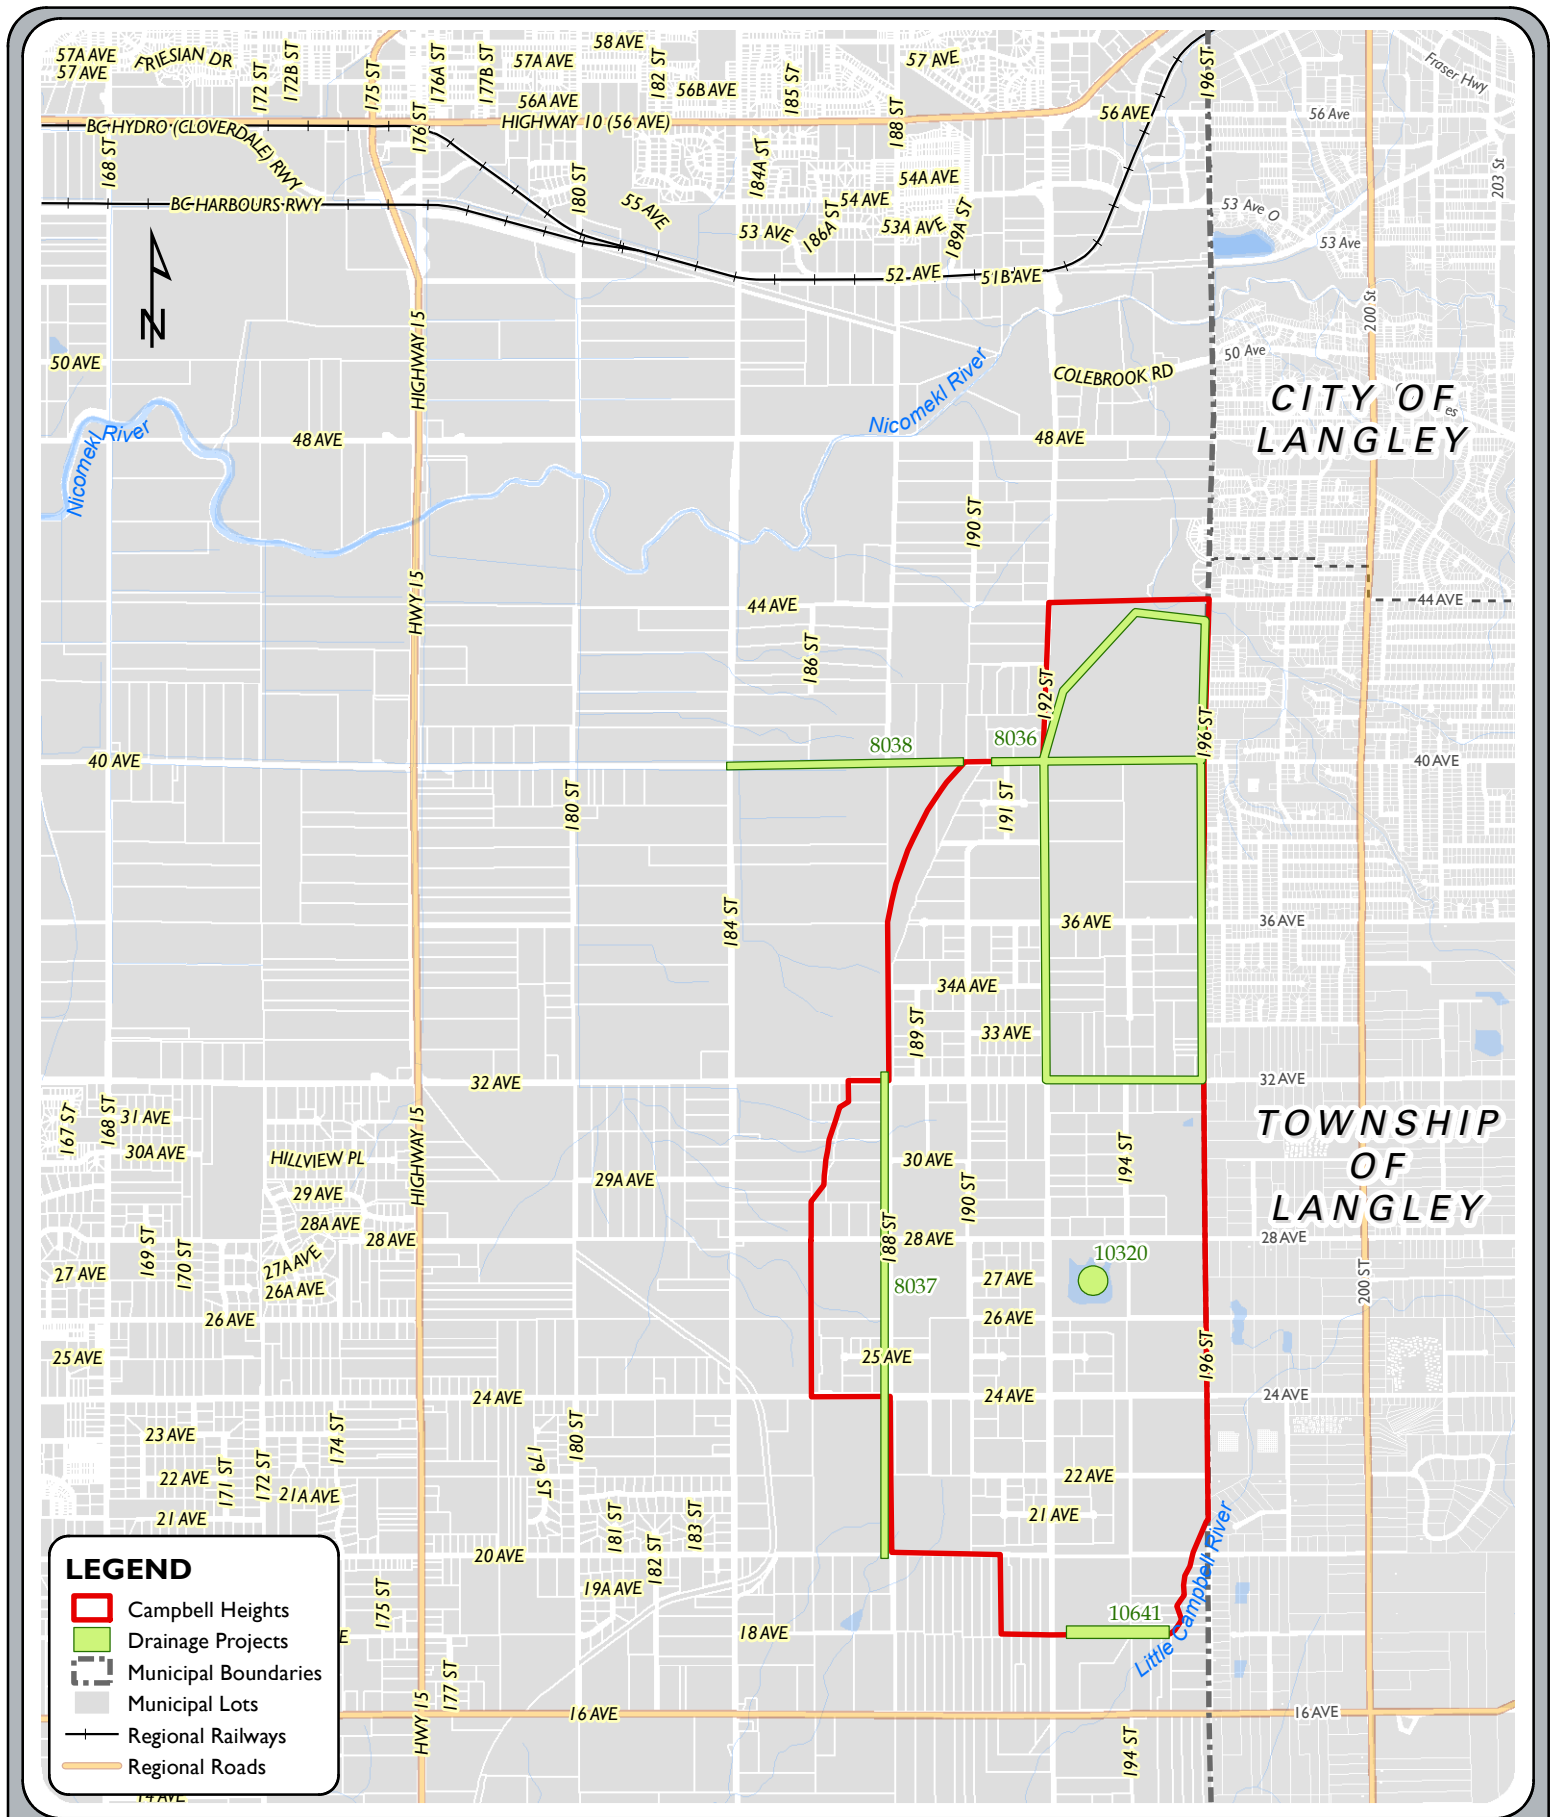 57A AVE
57 AVE
FRIESIAN DR
172 ST
172B ST
175 ST
176A ST
177B ST
57A AVE
58 AVE
182 ST
56B AVE
56A AVE
185 ST
57 AVE
188 ST
56 AVE
196 ST
Fraser Hwy
56 Ave
HIGHWAY 10 (56 AVE)
BC HYDRO (CLOVERDALE) RWY
168 ST
176 ST
180 ST
184A ST
54A AVE
54 AVE
203 St
BC HARBOURS RWY
55 AVE
53 AVE
186A ST
53A AVE
189A ST
53 Ave O
53 Ave
52 AVE
51B AVE
200 St
N
HIGHWAY 15
50 AVE
Nicomekl River
COLEBROOK RD
50 Ave
CITY OF
es
LANGLEY
Nicomekl River
48 AVE
48 AVE
190 ST
HWY 15
44 AVE
44 AVE
186 ST
192 ST
196 ST
8038
8036
40 AVE
40 AVE
180 ST
191 ST
184 ST
36 AVE
36 AVE
34A AVE
189 ST
33 AVE
32 AVE
32 AVE
167 ST
168 ST
31 AVE
HIGHWAY 15
TOWNSHIP
OF
LANGLEY
30A AVE
HILLVIEW PL
30 AVE
194 ST
29 AVE
29A AVE
190 ST
28A AVE
169 ST
170 ST
28 AVE
188 ST
28 AVE
28 AVE
27 AVE
27A AVE
26A AVE
10320
27 AVE
8037
200 ST
26 AVE
26 AVE
25 AVE
25 AVE
196 ST
24 AVE
24 AVE
24 AVE
23 AVE
174 ST
180 ST
22 AVE
171 ST
172 ST
179 ST
22 AVE
21A AVE
21 AVE
181 ST
183 ST
21 AVE
20 AVE
182 ST
19A AVE
175 ST
Little Campbell River
10641
18 AVE
E
177 ST
HWY 15
16 AVE
16 AVE
194 ST
14 AVE
LEGEND
Campbell Heights
Drainage Projects
Municipal Boundaries
Municipal Lots
Regional Railways
Regional Roads